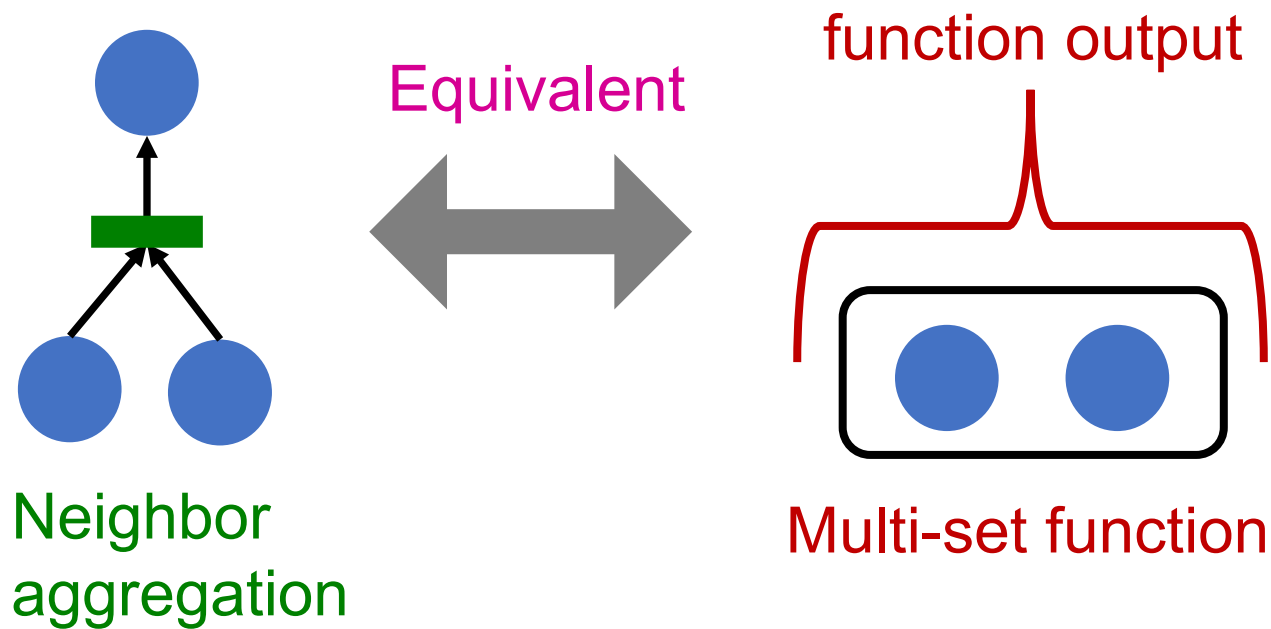 function output
Equivalent
Neighbor
aggregation
Multi-set function